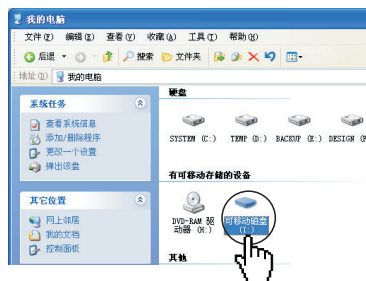 我的电脑
文件(F) 编辑(E) 查看(V) 收藏(A) 工具(T) 帮助(H)
后退 搜索 文件夹
地址(D) 我的电脑
系统任务
查看系统信息
添加/删除程序
更改一个设置
弹出该盘
其它位置
网上邻居
我的文档
控制面板
硬盘
SYSTEM (C:) TEMP (D:) BACKUP (E:) DESIGN (F
有可移动存储的设备
DVD-RAM 驱动器 (H:)
可移动磁盘 (I:)
其他